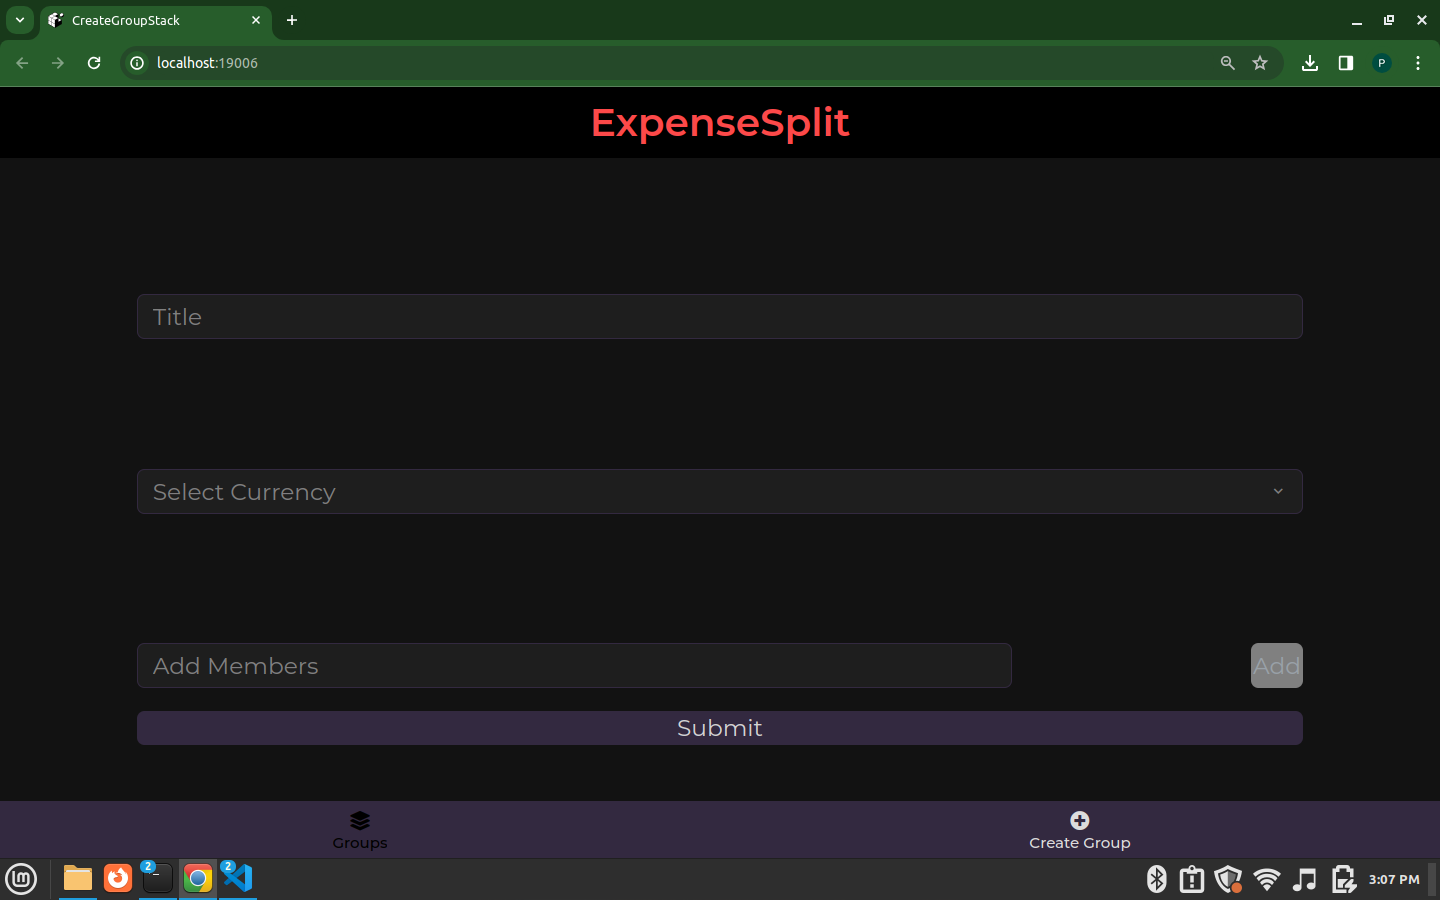 CreateGroupStack
localhost:19006
P
ExpenseSplit
Title
Select Currency
Add Members
Add
Submit
Groups
Create Group
2
2
3:07 PM